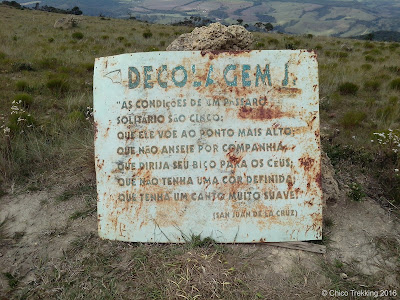 DECOLAGEM J.
"AS CONDIÇÕES DE UM PÁSSARO
SOLITÁRIO SÃO CINCO:
QUE ELE VOE AO PONTO MAIS ALTO;
QUE NÃO ANSEIE POR COMPANHIA,
QUE DIRIJA SEU BICO PARA OS CÉUS;
QUE NÃO TENHA UMA COR DEFINIDA;
QUE TENHA UM CANTO MUITO SUAVE."
(SAN JUAN DE LA CRUZ)
© Chico Trekking 2016